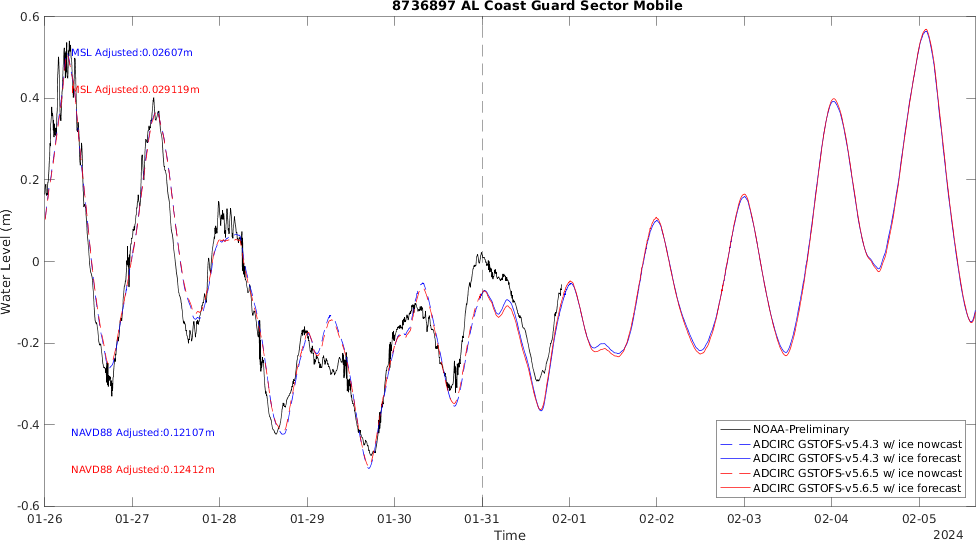 8736897 AL Coast Guard Sector Mobile
0.6
0.4
0.2
0
-0.2
-0.4
-0.6
Water Level (m)
MSL Adjusted:0.02607m
MSL Adjusted:0.029119m
NAVD88 Adjusted:0.12107m
NAVD88 Adjusted:0.12412m
NOAA-Preliminary
ADCIRC GSTOFS-v5.4.3 w/ ice nowcast
ADCIRC GSTOFS-v5.4.3 w/ ice forecast
ADCIRC GSTOFS-v5.6.5 w/ ice nowcast
ADCIRC GSTOFS-v5.6.5 w/ ice forecast
01-26 01-27 01-28 01-29 01-30 01-31 02-01 02-02 02-03 02-04 02-05
Time
2024